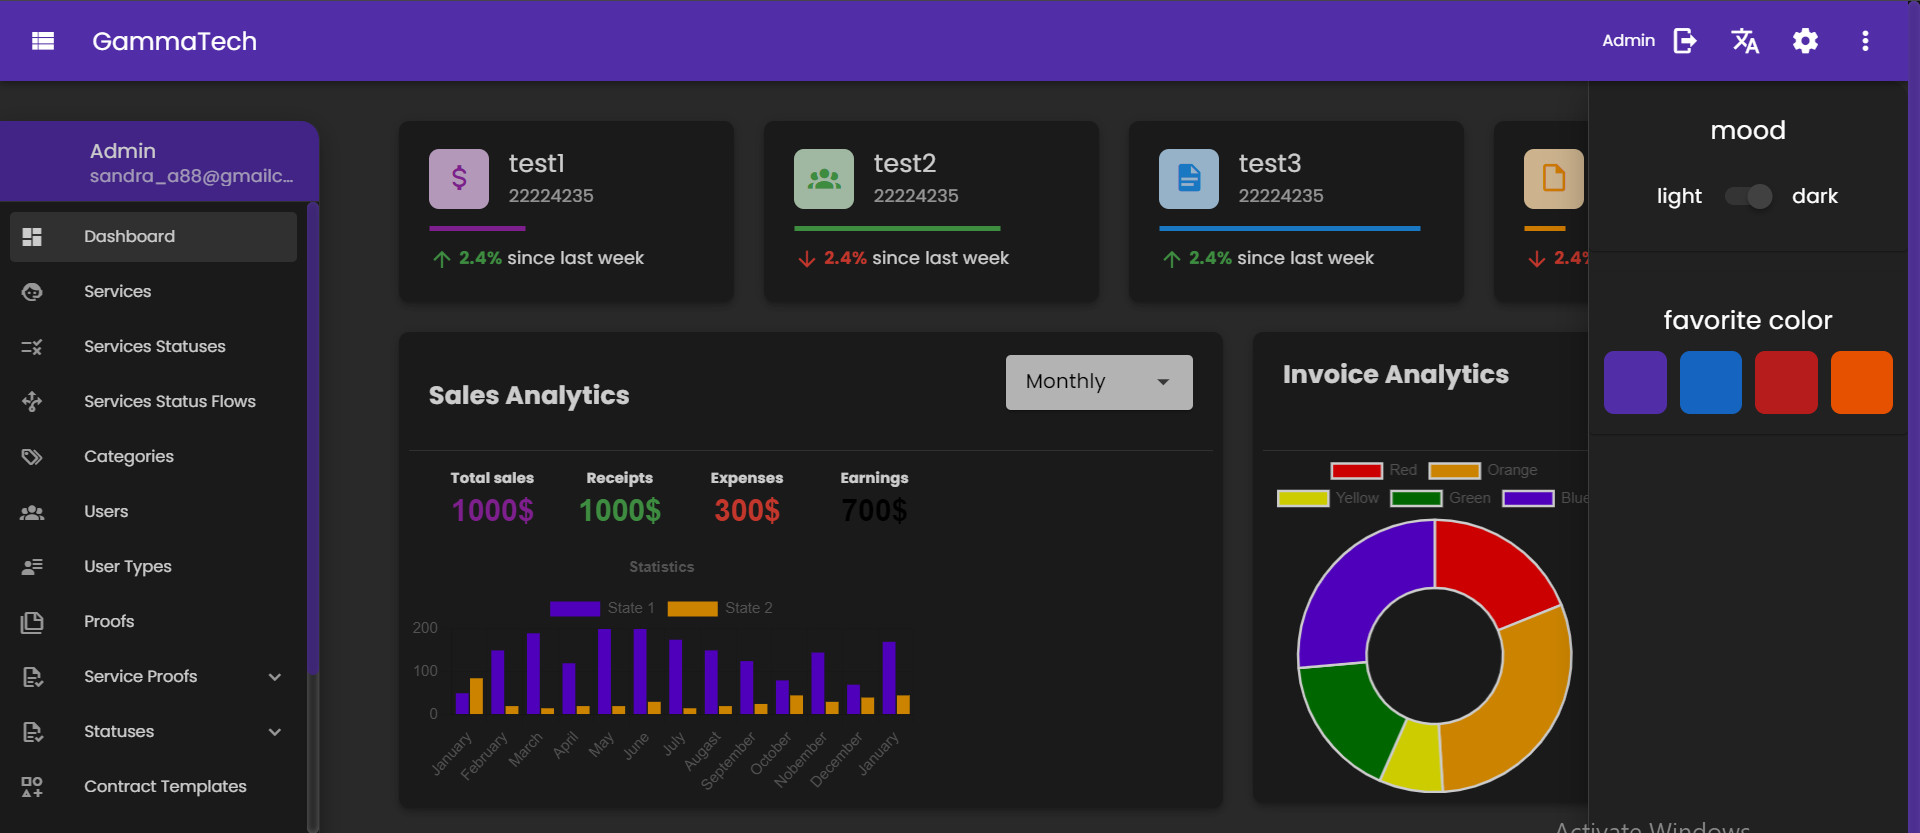 GammaTech
Admin
Admin
sandra_a88@gmailc...
Dashboard
Services
Services Statuses
Services Status Flows
Categories
Users
User Types
Proofs
Service Proofs
Statuses
Contract Templates
test1
22224235
2.4% since last week
test2
22224235
2.4% since last week
test3
22224235
2.4% since last week
2.4%
Sales Analytics
Monthly
Total sales
1000$
Receipts
1000$
Expenses
300$
Earnings
700$
Statistics
State 1
State 2
200
100
0
January
February
March
April
May
June
July
Augast
September
October
Nobember
December
January
Invoice Analytics
Red
Orange
Yellow
Green
Blue
mood
light
dark
favorite color
Activate Windows